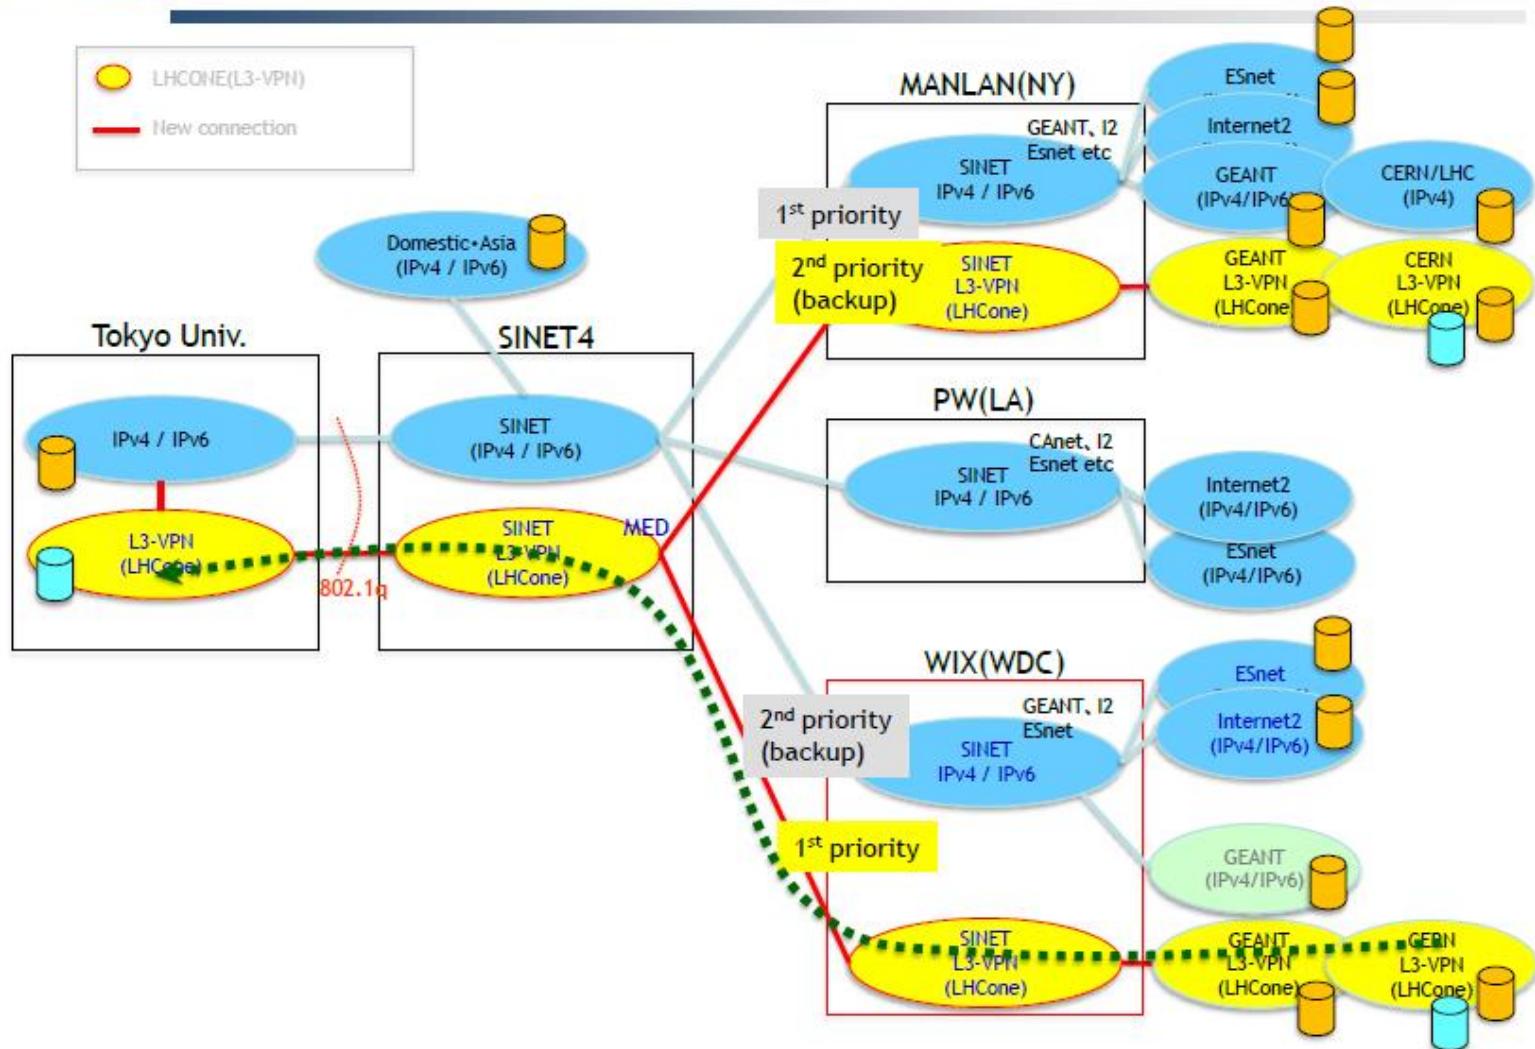 LHCONE(L3-VPN)
New connection
MANLAN(NY)
GEANT、I2
Esnet etc
SINET
IPv4 / IPv6
ESnet
Internet2
GEANT
(IPv4/IPv6)
CERN/LHC
(IPv4)
1st priority
2nd priority
(backup)
SINET
L3-VPN
(LHCone)
GEANT
L3-VPN
(LHCone)
CERN
L3-VPN
(LHCone)
Domestic•Asia
(IPv4 / IPv6)
Tokyo Univ.
IPv4 / IPv6
L3-VPN
(LHCone)
802.1q
SINET4
SINET
(IPv4 / IPv6)
SINET
L3-VPN
(LHCone)
MED
PW(LA)
CAnet、I2
Esnet etc
SINET
IPv4 / IPv6
Internet2
(IPv4/IPv6)
ESnet
(IPv4/IPv6)
WIX(WDC)
GEANT、I2
ESnet
SINET
IPv4 / IPv6
ESnet
Internet2
(IPv4/IPv6)
2nd priority
(backup)
1st priority
GEANT
(IPv4/IPv6)
SINET
L3-VPN
(LHCone)
GEANT
L3-VPN
(LHCone)
CERN
L3-VPN
(LHCone)